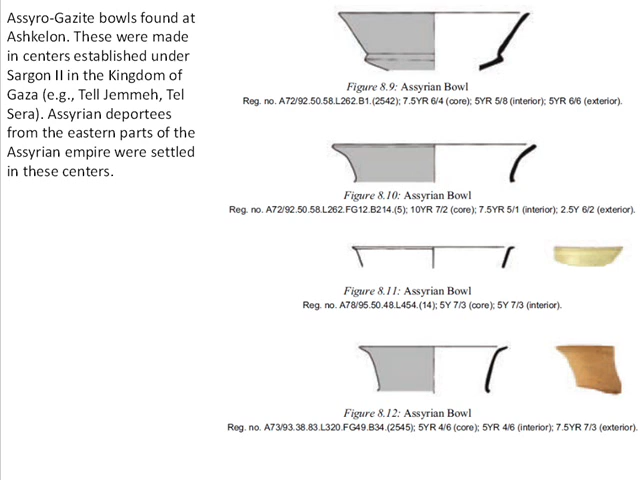 Assyro-Gazite bowls found at
Ashkelon. These were made
in centers established under
Sargon II in the Kingdom of
Gaza (e.g., Tell Jemmeh, Tel
Sera). Assyrian deportees
from the eastern parts of the
Assyrian empire were settled
in these centers.
Figure 8.9: Assyrian Bowl
Reg. no. A72/92.50.58.L262.B1.(2542); 7.5YR 6/4 (core); 5YR 5/8 (interior); 5YR 6/6 (exterior).
Figure 8.10: Assyrian Bowl
Reg. no. A72/92.50.58.L262.FG12.B214.(5); 10YR 7/2 (core); 7.5YR 5/1 (interior); 2.5Y 6/2 (exterior).
Figure 8.11: Assyrian Bowl
Reg. no. A78/95.50.48.L454.(14); 5Y 7/3 (core); 5Y 7/3 (interior).
Figure 8.12: Assyrian Bowl
Reg. no. A73/93.38.83.L320.FG49.B34.(2545); 5YR 4/6 (core); 5YR 4/6 (interior); 7.5YR 7/3 (exterior).